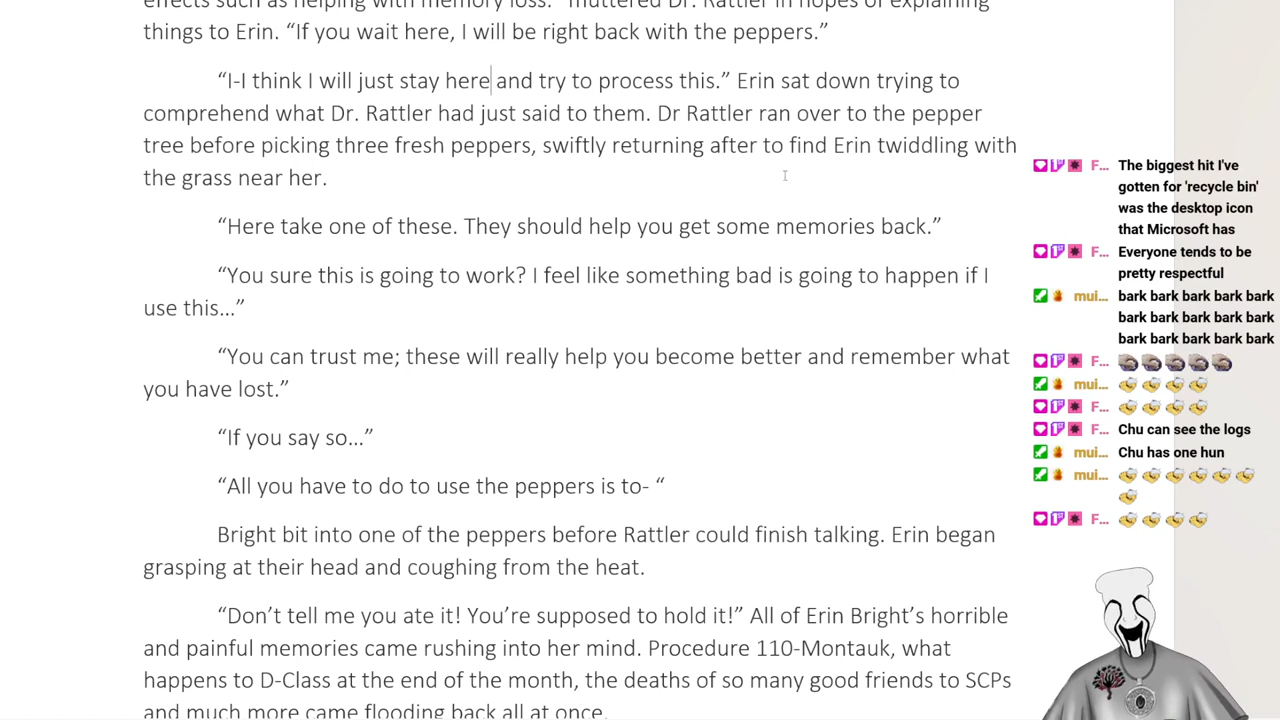 effects such as helping with memory loss.” muttered Dr. Rattler in hopes of explaining
things to Erin. “If you wait here, I will be right back with the peppers.”
“I-I think I will just stay here and try to process this.” Erin sat down trying to
comprehend what Dr. Rattler had just said to them. Dr Rattler ran over to the pepper
tree before picking three fresh peppers, swiftly returning after to find Erin twiddling with
the grass near her.
“Here take one of these. They should help you get some memories back.”
“You sure this is going to work? I feel like something bad is going to happen if I
use this…”
“You can trust me; these will really help you become better and remember what
you have lost.”
“If you say so…”
“All you have to do to use the peppers is to- “
Bright bit into one of the peppers before Rattler could finish talking. Erin began
grasping at their head and coughing from the heat.
“Don’t tell me you ate it! You’re supposed to hold it!” All of Erin Bright’s horrible
and painful memories came rushing into her mind. Procedure 110-Montauk, what
happens to D-Class at the end of the month, the deaths of so many good friends to SCPs
and much more came flooding back all at once.
F... The biggest hit I've
gotten for 'recycle bin'
was the desktop icon
that Microsoft has
F... Everyone tends to be
pretty respectful
mui... bark bark bark bark bark
bark bark bark bark bark
bark bark bark bark bark
F...
mui...
F...
F... Chu can see the logs
mui... Chu has one hun
mui...
F...